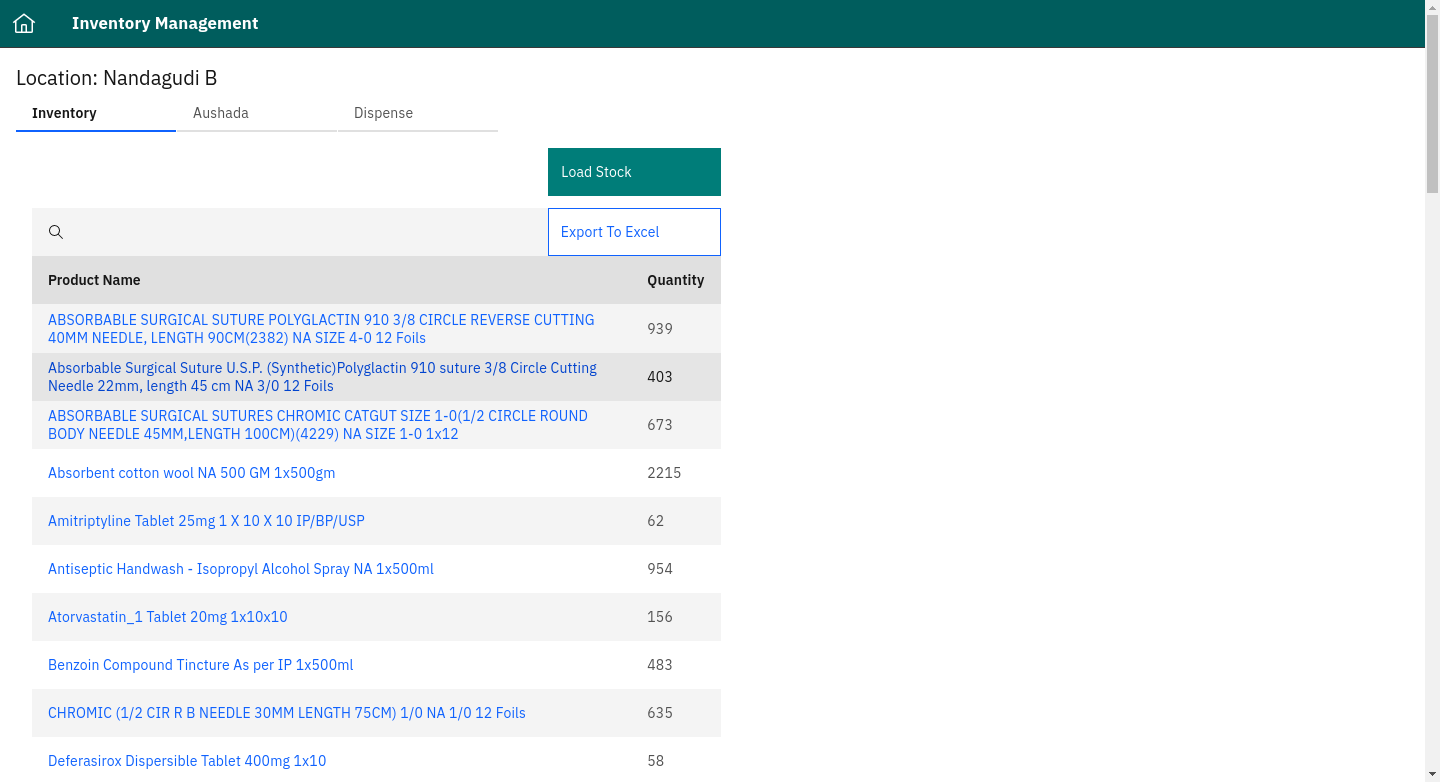 Inventory Management
Location: Nandagudi B
Inventory
Aushada
Dispense
Load Stock
Export To Excel
Product Name
Quantity
ABSORBABLE SURGICAL SUTURE POLYGLACTIN 910 3/8 CIRCLE REVERSE CUTTING
40MM NEEDLE, LENGTH 90CM(2382) NA SIZE 4-0 12 Foils
939
Absorbable Surgical Suture U.S.P. (Synthetic)Polyglactin 910 suture 3/8 Circle Cutting
Needle 22mm, length 45 cm NA 3/0 12 Foils
403
ABSORBABLE SURGICAL SUTURES CHROMIC CATGUT SIZE 1-0(1/2 CIRCLE ROUND
BODY NEEDLE 45MM,LENGTH 100CM)(4229) NA SIZE 1-0 1x12
673
Absorbent cotton wool NA 500 GM 1x500gm
2215
Amitriptyline Tablet 25mg 1 X 10 X 10 IP/BP/USP
62
Antiseptic Handwash - Isopropyl Alcohol Spray NA 1x500ml
954
Atorvastatin_1 Tablet 20mg 1x10x10
156
Benzoin Compound Tincture As per IP 1x500ml
483
CHROMIC (1/2 CIR R B NEEDLE 30MM LENGTH 75CM) 1/0 NA 1/0 12 Foils
635
Deferasirox Dispersible Tablet 400mg 1x10
58